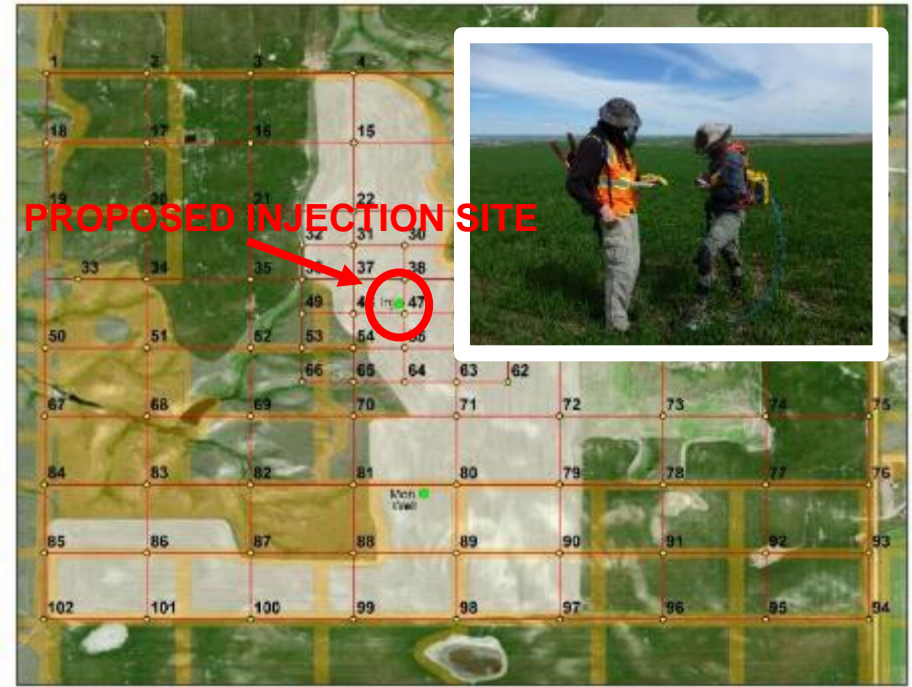 1 2 3 4
18 17 16 15
19 20 21 22
PROPOSED INJECTION SITE
32 31 30
33 34 35 36 37 38
49 Inj 47
50 51 52 53 54
66 65 64 63 62
67 68 69 70 71 72 73 74 75
84 83 82 81 80 79 78 77 76
Mon
Well
85 86 87 88 89 90 91 92 93
102 101 100 99 98 97 96 95 94